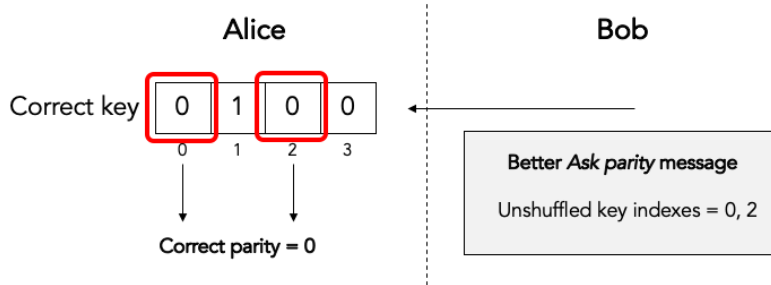 Alice
Bob
Correct key
0 1 0 0
0 1 2 3
Correct parity = 0
Better Ask parity message
Unshuffled key indexes = 0, 2